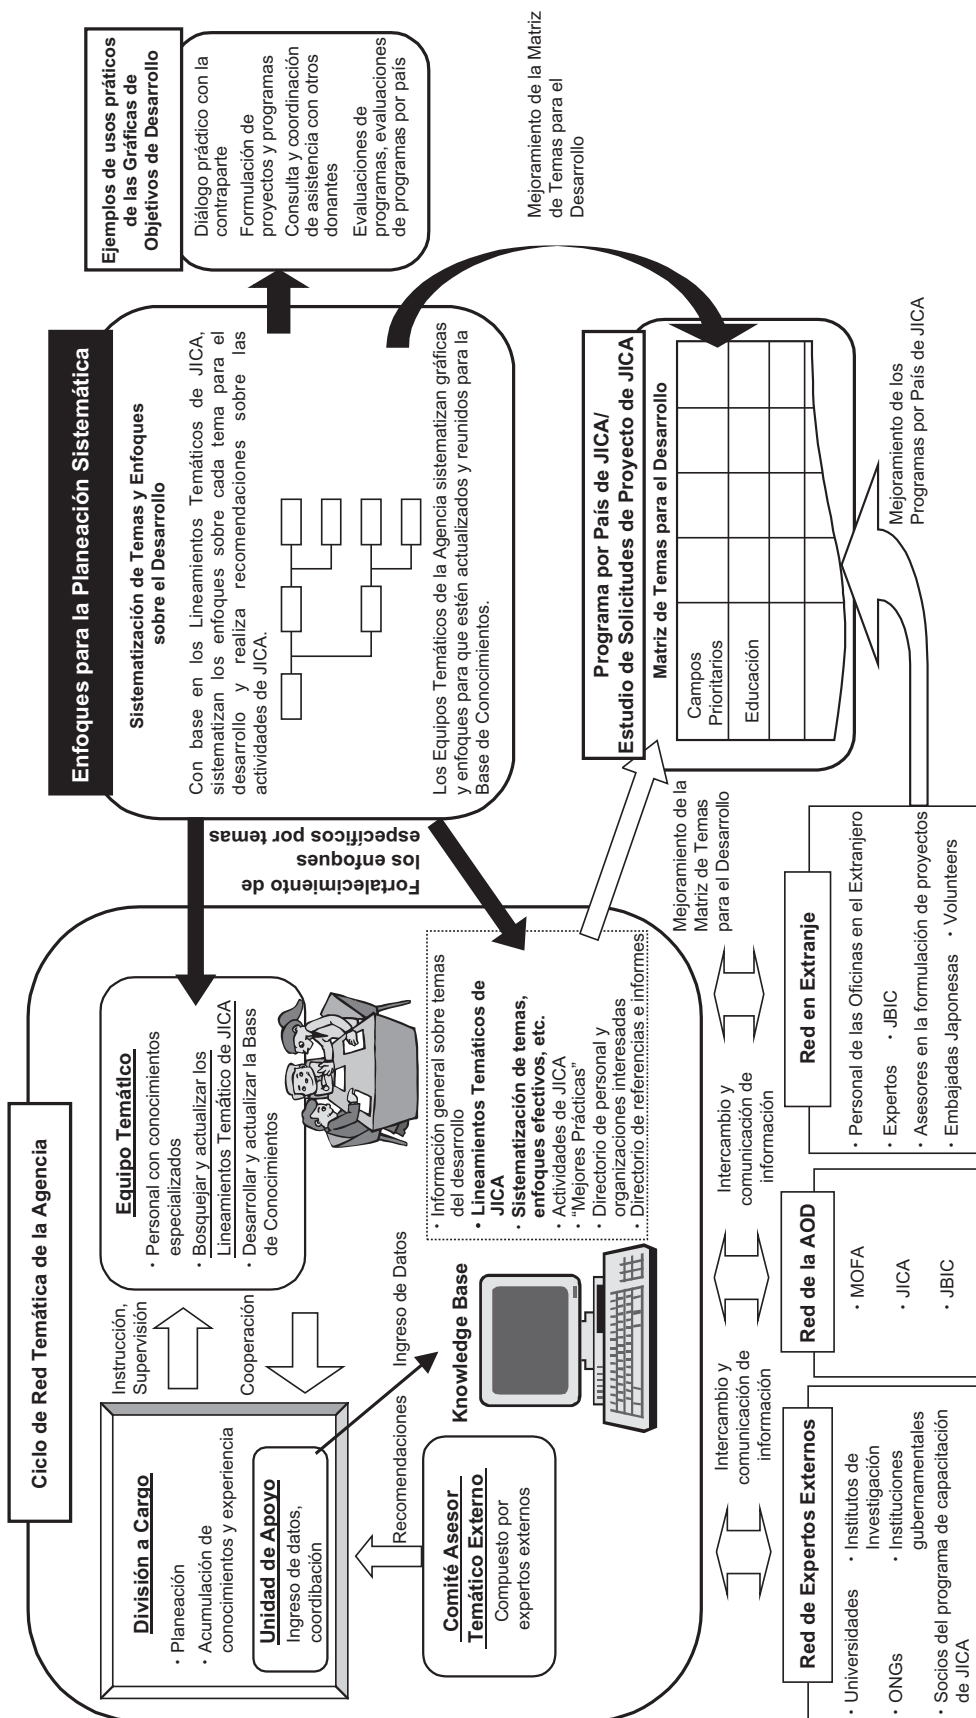 Ciclo de Red Temática de la Agencia
División a Cargo
· Planeación
· Acumulación de
conocimientos y experiencia
Unidad de Apoyo
Ingreso de datos,
coordibación
Instrucción,
Supervisión
Cooperación
Equipo Temático
· Personal con conocimientos
especializados
· Bosquejar y actualizar los
Lineamientos Temático de JICA
· Desarrollar y actualizar la Bass
de Conocimientos
Recomendaciones
Ingreso de Datos
Comité Asesor
Temático Externo
Compuesto por
expertos externos
Knowledge Base
· Información general sobre temas
del desarrollo
· Lineamientos Temáticos de
JICA
· Sistematización de temas,
enfoques efectivos, etc.
· Actividades de JICA
· "Mejores Prácticas"
· Directorio de personal y
organizaciones interesadas
· Directorio de referencias e informes
Fortalecimiento de
los enfoques
específicos por temas
Enfoques para la Planeación Sistemática
Sistematización de Temas y Enfoques
sobre el Desarrollo
Con base en los Lineamientos Temáticos de JICA,
sistematizan los enfoques sobre cada tema para el
desarrollo y realiza recomendaciones sobre las
actividades de JICA.
Los Equipos Temáticos de la Agencia sistematizan gráficas
y enfoques para que estén actualizados y reunidos para la
Base de Conocimientos.
Ejemplos de usos práticos
de las Gráficas de
Objetivos de Desarrollo
Diálogo práctico con la
contraparte
Formulación de
proyectos y programas
Consulta y coordinación
de asistencia con otros
donantes
Evaluaciones de
programas, evaluaciones
de programas por país
Mejoramiento de la Matriz
de Temas para el
Desarrollo
Programa por País de JICA/
Estudio de Solicitudes de Proyecto de JICA
Matriz de Temas para el Desarrollo
Campos
Prioritarios
Educación
Mejoramiento de la
Matriz de Temas
para el Desarrollo
Mejoramiento de los
Programas por País de JICA
Intercambio y
comunicación de
información
Intercambio y
comunicación de
información
Red de Expertos Externos
· Universidades
· Institutos de
Investigación
· ONGs
· Instituciones
gubernamentales
· Socios del programa de capacitación
de JICA
Red de la AOD
· MOFA
· JICA
· JBIC
Red en Extranje
· Personal de las Oficinas en el Extranjero
· Expertos · JBIC
· Asesores en la formulación de proyectos
· Embajadas Japonesas · Volunteers